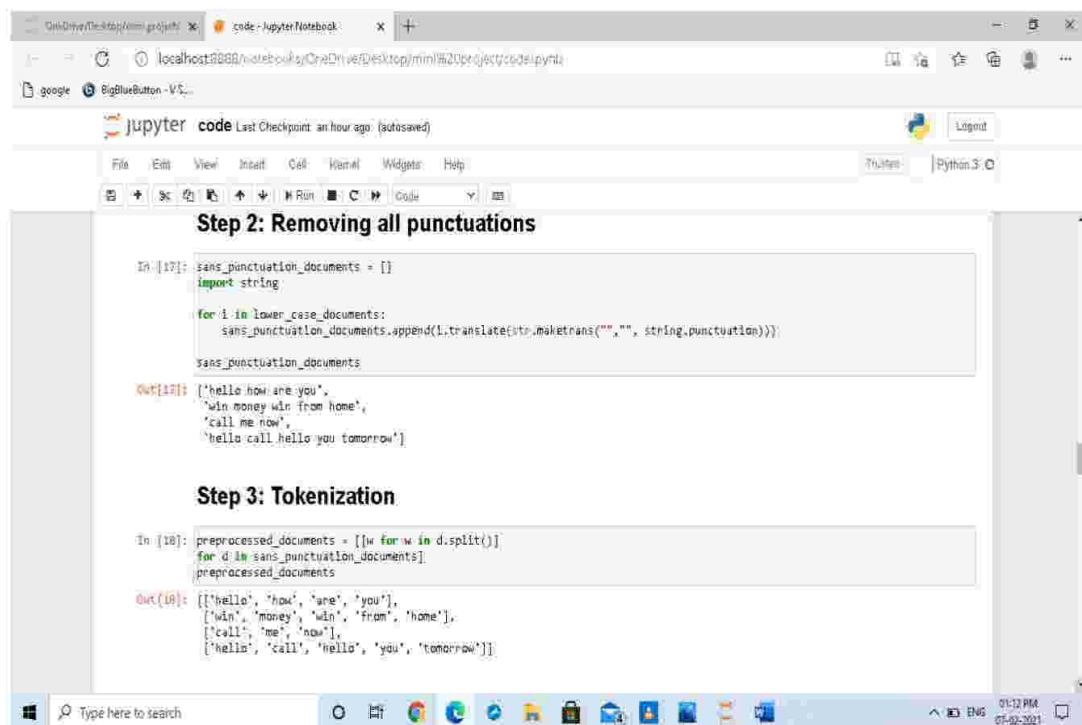 OneDrive/Desktop/mini project/
code - Jupyter Notebook
localhost:8888/notebooks/OneDrive/Desktop/mini%20project/code.ipynb
google BigBlueButton - V.S...
jupyter code Last Checkpoint: an hour ago (autosaved)
Logout
File Edit View Insert Cell Kernel Widgets Help
Trusted Python 3
Run Code
Step 2: Removing all punctuations
In [17]: sans_punctuation_documents = []
import string
for i in lower_case_documents:
sans_punctuation_documents.append(i.translate(str.maketrans("","", string.punctuation)))
sans_punctuation_documents
Out[17]: ['hello how are you',
'win money win from home',
'call me now',
'hello call hello you tomorrow']
Step 3: Tokenization
In [18]: preprocessed_documents = [[w for w in d.split()]
for d in sans_punctuation_documents]
preprocessed_documents
Out[18]: [['hello', 'how', 'are', 'you'],
['win', 'money', 'win', 'from', 'home'],
['call', 'me', 'now'],
['hello', 'call', 'hello', 'you', 'tomorrow']]
Type here to search
ENG
01:12 PM